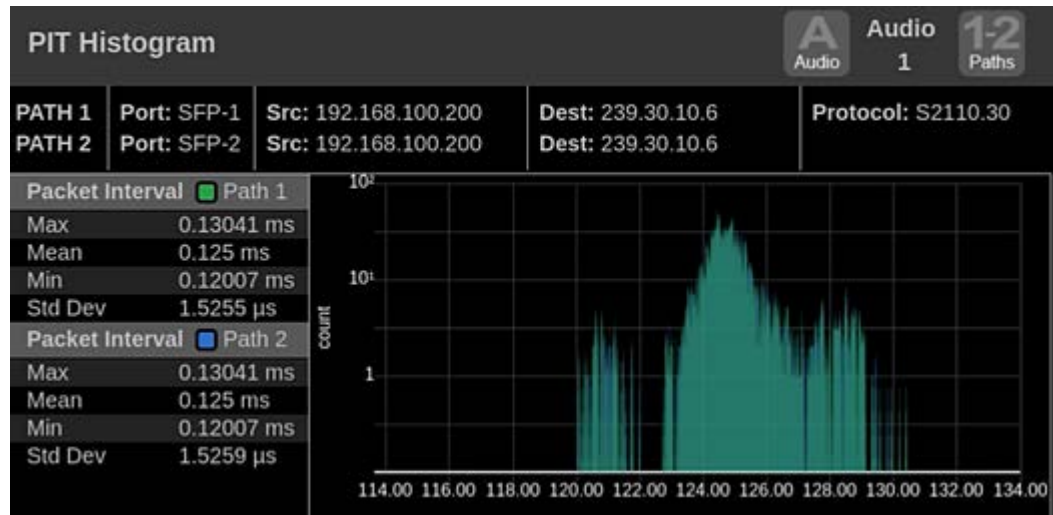 PIT Histogram
A Audio
Audio 1
1-2 Paths
PATH 1 Port: SFP-1 Src: 192.168.100.200 Dest: 239.30.10.6 Protocol: S2110.30
PATH 2 Port: SFP-2 Src: 192.168.100.200 Dest: 239.30.10.6
Packet Interval Path 1
Max 0.13041 ms
Mean 0.125 ms
Min 0.12007 ms
Std Dev 1.5255 µs
Packet Interval Path 2
Max 0.13041 ms
Mean 0.125 ms
Min 0.12007 ms
Std Dev 1.5259 µs
10²
10¹
1
count
114.00 116.00 118.00 120.00 122.00 124.00 126.00 128.00 130.00 132.00 134.00